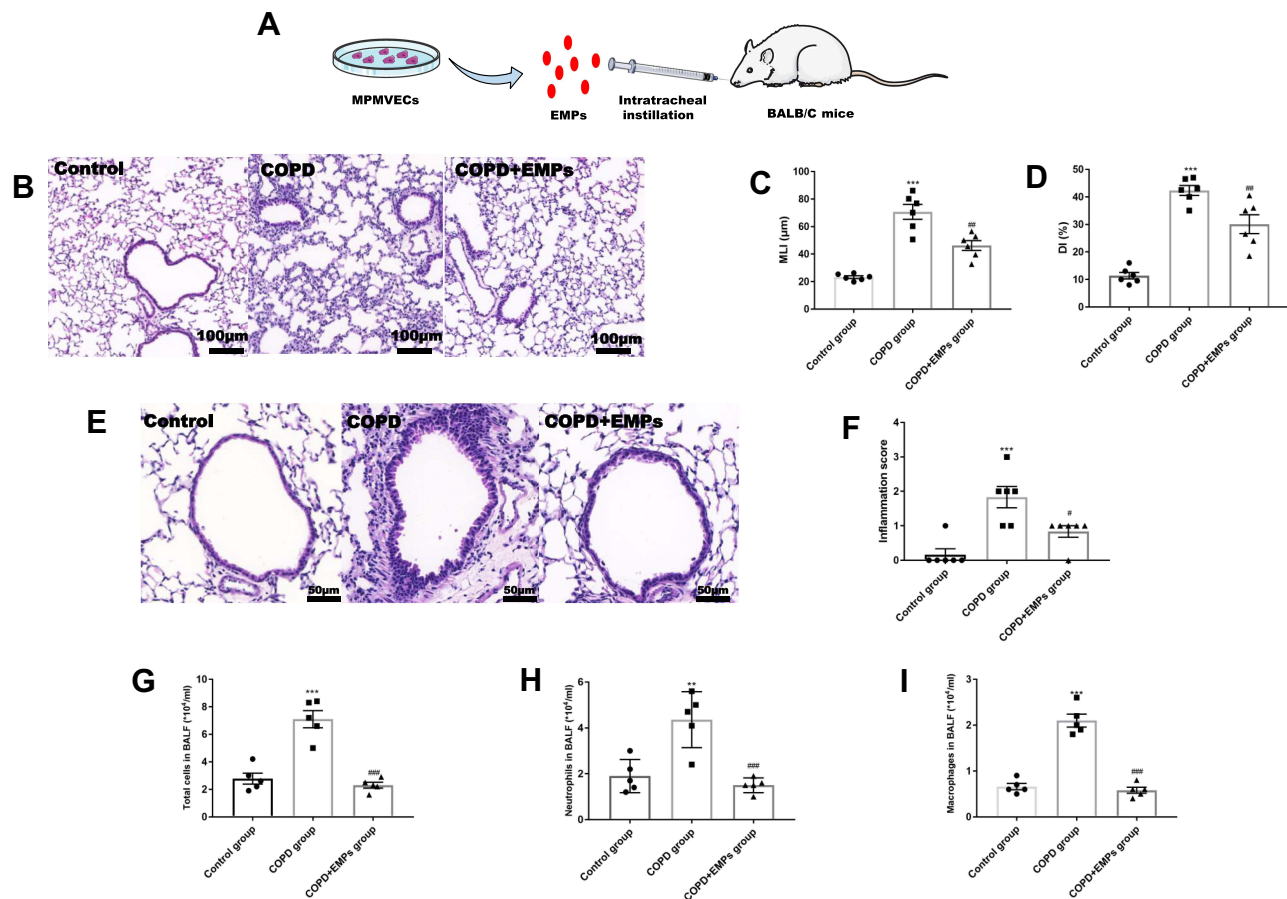 A
MPMVECs
EMPs
Intratracheal
instillation
BALB/C mice
B
Control
COPD
COPD+EMPs
100μm
100μm
100μm
C
MLI (μm)
100
80
60
40
20
0
***
##
Control group
COPD group
COPD+EMPs group
D
DI (%)
50
40
30
20
10
0
***
##
Control group
COPD group
COPD+EMPs group
E
Control
COPD
COPD+EMPs
50μm
50μm
50μm
F
Inflammation score
4
3
2
1
0
***
#
Control group
COPD group
COPD+EMPs group
G
Total cells in BALF (*10⁴/ml)
10
8
6
4
2
0
***
###
Control group
COPD group
COPD+EMPs group
H
Neutrophils in BALF (*10⁴/ml)
6
4
2
0
**
###
Control group
COPD group
COPD+EMPs group
I
Macrophages in BALF (*10⁴/ml)
3
2
1
0
***
###
Control group
COPD group
COPD+EMPs group